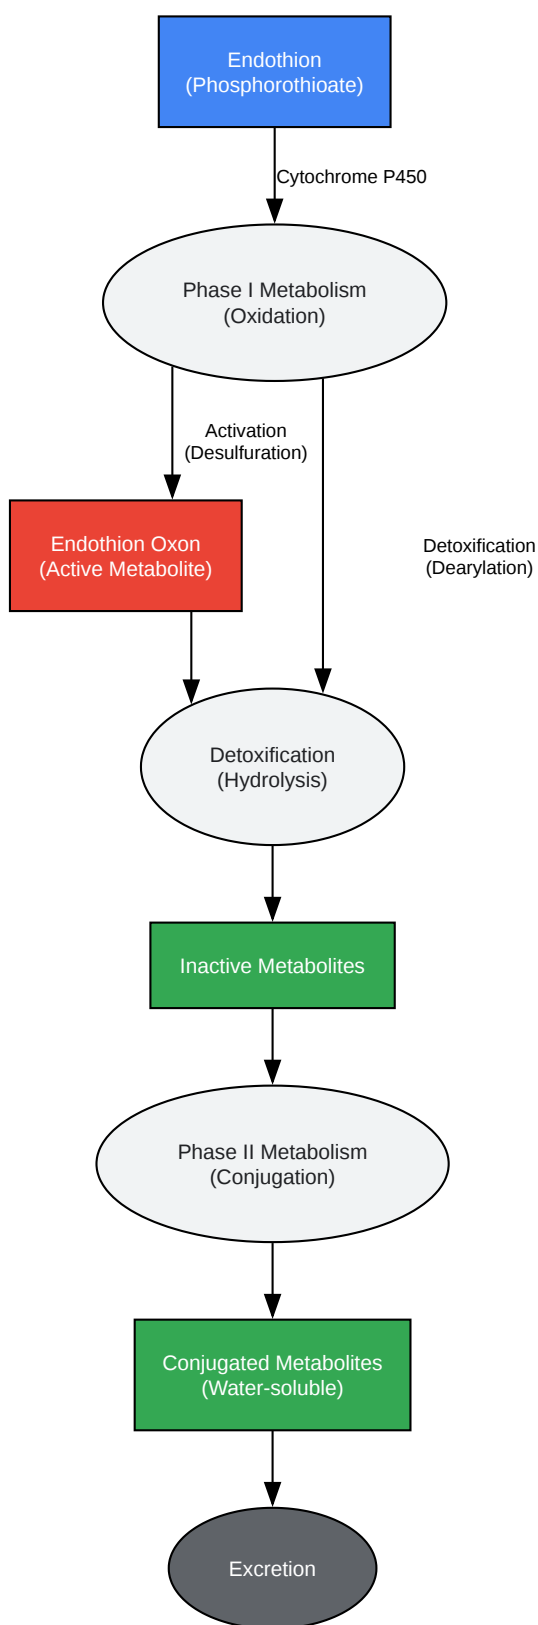 Endothion
(Phosphorothioate)
Cytochrome P450
Phase I Metabolism
(Oxidation)
Activation
(Desulfuration)
Endothion Oxon
(Active Metabolite)
Detoxification
(Dearylation)
Detoxification
(Hydrolysis)
Inactive Metabolites
Phase II Metabolism
(Conjugation)
Conjugated Metabolites
(Water-soluble)
Excretion